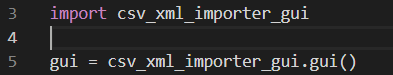 3 import csv_xml_importer_gui
4
5 gui = csv_xml_importer_gui.gui()